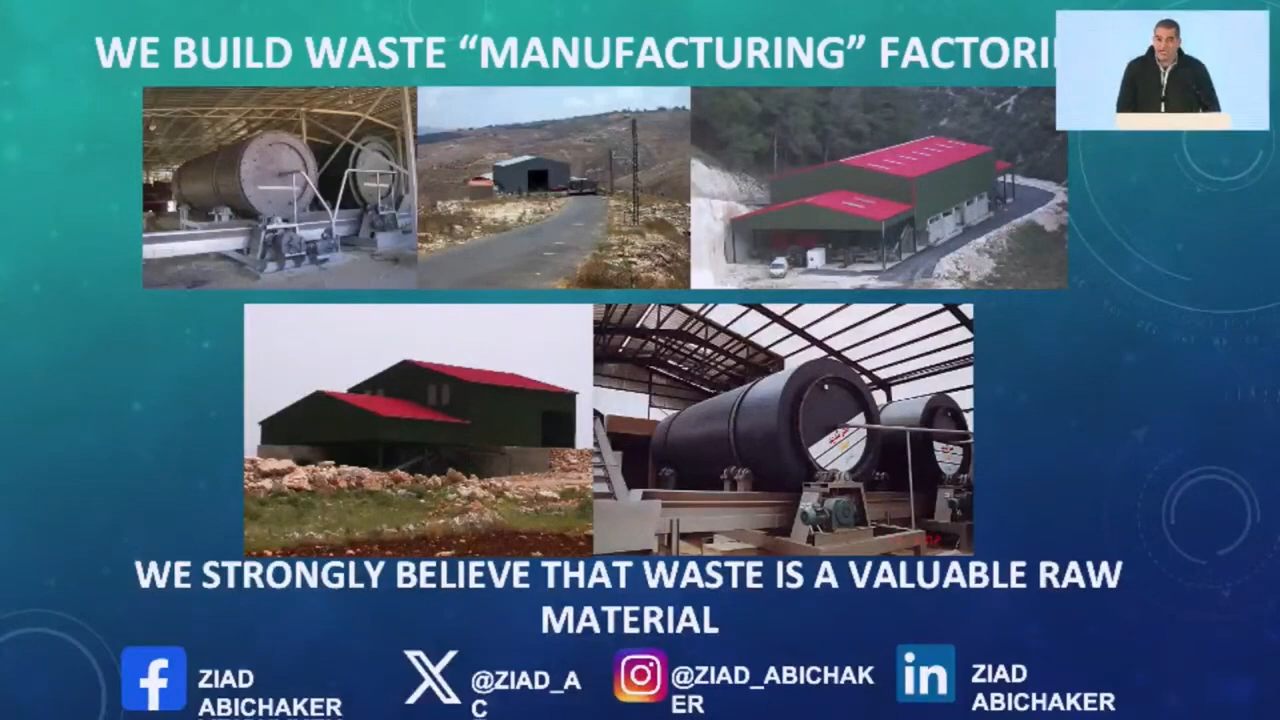 WE BUILD WASTE “MANUFACTURING” FACTORI
WE STRONGLY BELIEVE THAT WASTE IS A VALUABLE RAW
MATERIAL
f
ZIAD
ABICHAKER
X
@ZIAD_A
C
@ZIAD_ABICHAK
ER
in
ZIAD
ABICHAKER